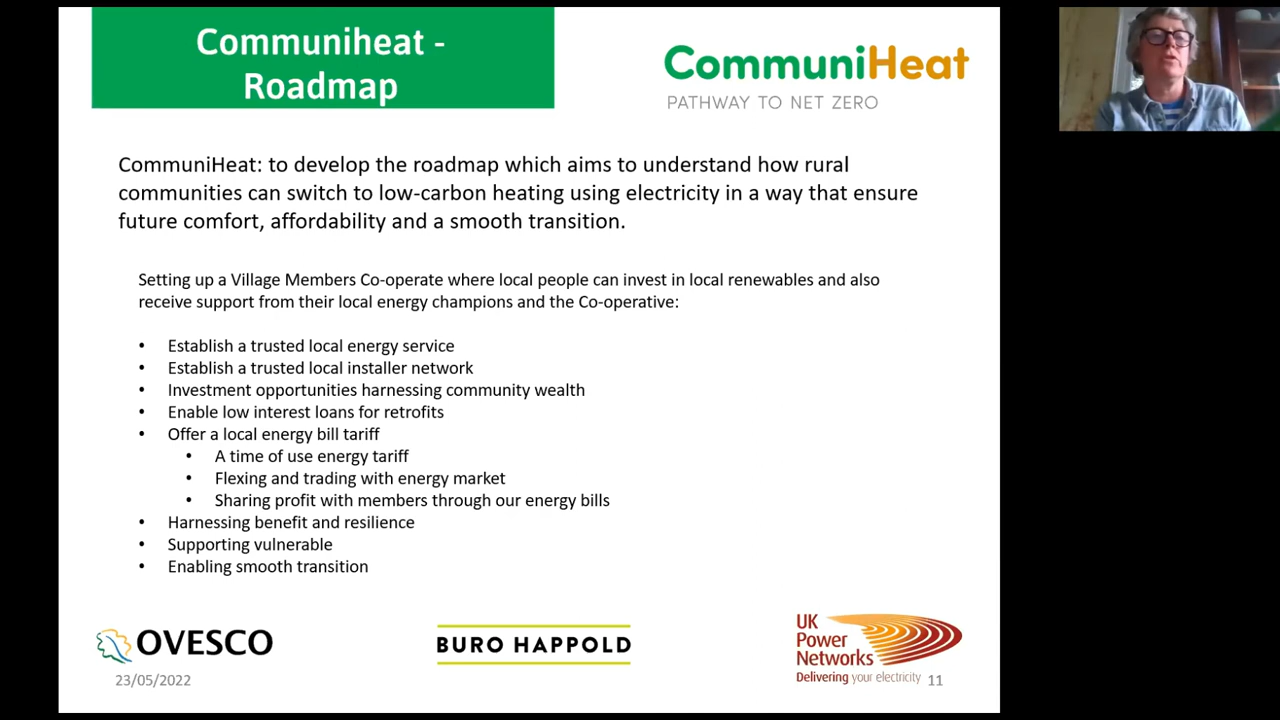 Communiheat -
Roadmap
CommuniHeat
PATHWAY TO NET ZERO
CommuniHeat: to develop the roadmap which aims to understand how rural
communities can switch to low-carbon heating using electricity in a way that ensure
future comfort, affordability and a smooth transition.
Setting up a Village Members Co-operate where local people can invest in local renewables and also
receive support from their local energy champions and the Co-operative:
• Establish a trusted local energy service
• Establish a trusted local installer network
• Investment opportunities harnessing community wealth
• Enable low interest loans for retrofits
• Offer a local energy bill tariff
• A time of use energy tariff
• Flexing and trading with energy market
• Sharing profit with members through our energy bills
• Harnessing benefit and resilience
• Supporting vulnerable
• Enabling smooth transition
OVESCO
BURO HAPPOLD
UK
Power
Networks
Delivering your electricity
23/05/2022
11